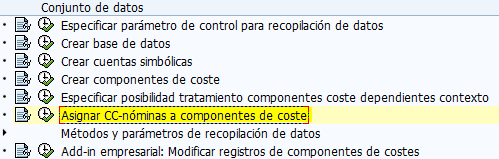 Conjunto de datos
Especificar parámetro de control para recopilación de datos
Crear base de datos
Crear cuentas simbólicas
Crear componentes de coste
Especificar posibilidad tratamiento componentes coste dependientes contexto
Asignar CC-nóminas a componentes de coste
Métodos y parámetros de recopilación de datos
Add-in empresarial: Modificar registros de componentes de costes